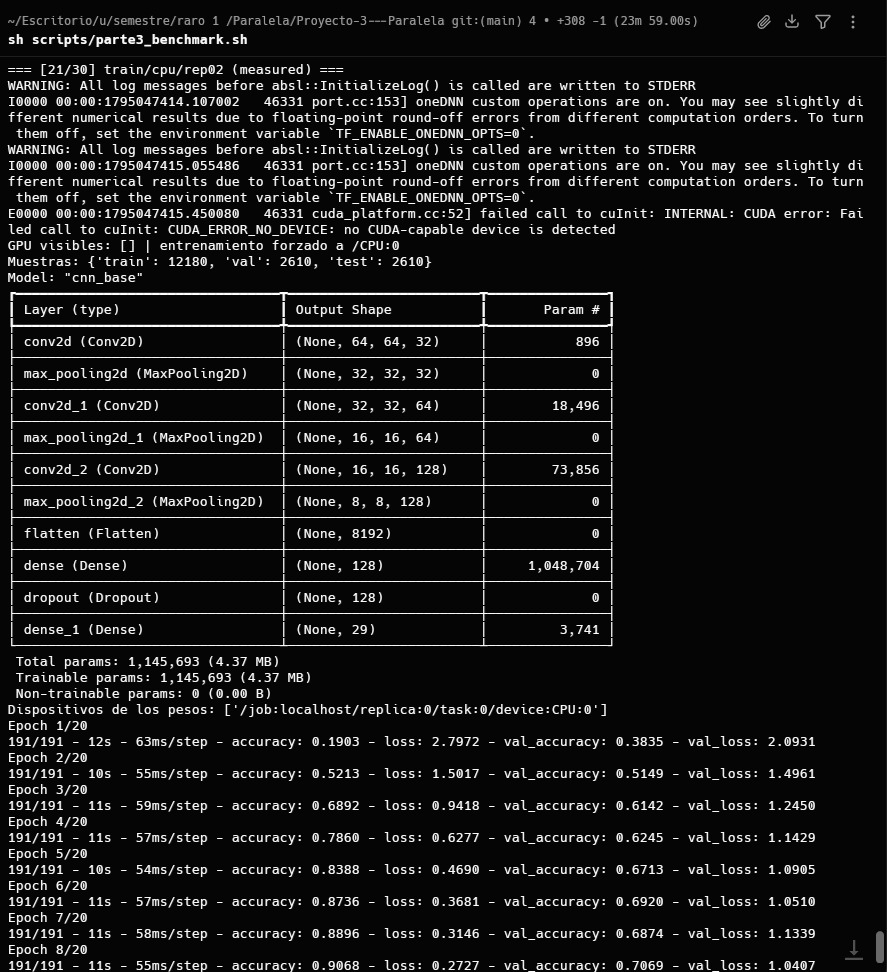 ~/Escritorio/u/semestre/raro 1 /Paralela/Proyecto-3---Paralela git:(main) 4 • +308 -1 (23m 59.00s)
sh scripts/parte3_benchmark.sh
=== [21/30] train/cpu/rep02 (measured) ===
WARNING: All log messages before absl::InitializeLog() is called are written to STDERR
I0000 00:00:1795047414.107002   46331 port.cc:153] oneDNN custom operations are on. You may see slightly di
fferent numerical results due to floating-point round-off errors from different computation orders. To turn
 them off, set the environment variable `TF_ENABLE_ONEDNN_OPTS=0`.
WARNING: All log messages before absl::InitializeLog() is called are written to STDERR
I0000 00:00:1795047415.055486   46331 port.cc:153] oneDNN custom operations are on. You may see slightly di
fferent numerical results due to floating-point round-off errors from different computation orders. To turn
 them off, set the environment variable `TF_ENABLE_ONEDNN_OPTS=0`.
E0000 00:00:1795047415.450080   46331 cuda_platform.cc:52] failed call to cuInit: INTERNAL: CUDA error: Fai
led call to cuInit: CUDA_ERROR_NO_DEVICE: no CUDA-capable device is detected
GPU visibles: [] | entrenamiento forzado a /CPU:0
Muestras: {'train': 12180, 'val': 2610, 'test': 2610}
Model: "cnn_base"
Layer (type) Output Shape Param #
conv2d (Conv2D) (None, 64, 64, 32) 896
max_pooling2d (MaxPooling2D) (None, 32, 32, 32) 0
conv2d_1 (Conv2D) (None, 32, 32, 64) 18,496
max_pooling2d_1 (MaxPooling2D) (None, 16, 16, 64) 0
conv2d_2 (Conv2D) (None, 16, 16, 128) 73,856
max_pooling2d_2 (MaxPooling2D) (None, 8, 8, 128) 0
flatten (Flatten) (None, 8192) 0
dense (Dense) (None, 128) 1,048,704
dropout (Dropout) (None, 128) 0
dense_1 (Dense) (None, 29) 3,741
 Total params: 1,145,693 (4.37 MB)
 Trainable params: 1,145,693 (4.37 MB)
 Non-trainable params: 0 (0.00 B)
Dispositivos de los pesos: ['/job:localhost/replica:0/task:0/device:CPU:0']
Epoch 1/20
191/191 - 12s - 63ms/step - accuracy: 0.1903 - loss: 2.7972 - val_accuracy: 0.3835 - val_loss: 2.0931
Epoch 2/20
191/191 - 10s - 55ms/step - accuracy: 0.5213 - loss: 1.5017 - val_accuracy: 0.5149 - val_loss: 1.4961
Epoch 3/20
191/191 - 11s - 59ms/step - accuracy: 0.6892 - loss: 0.9418 - val_accuracy: 0.6142 - val_loss: 1.2450
Epoch 4/20
191/191 - 11s - 57ms/step - accuracy: 0.7860 - loss: 0.6277 - val_accuracy: 0.6245 - val_loss: 1.1429
Epoch 5/20
191/191 - 10s - 54ms/step - accuracy: 0.8388 - loss: 0.4690 - val_accuracy: 0.6713 - val_loss: 1.0905
Epoch 6/20
191/191 - 11s - 57ms/step - accuracy: 0.8736 - loss: 0.3681 - val_accuracy: 0.6920 - val_loss: 1.0510
Epoch 7/20
191/191 - 11s - 58ms/step - accuracy: 0.8896 - loss: 0.3146 - val_accuracy: 0.6874 - val_loss: 1.1339
Epoch 8/20
191/191 - 11s - 55ms/step - accuracy: 0.9068 - loss: 0.2727 - val_accuracy: 0.7069 - val_loss: 1.0407